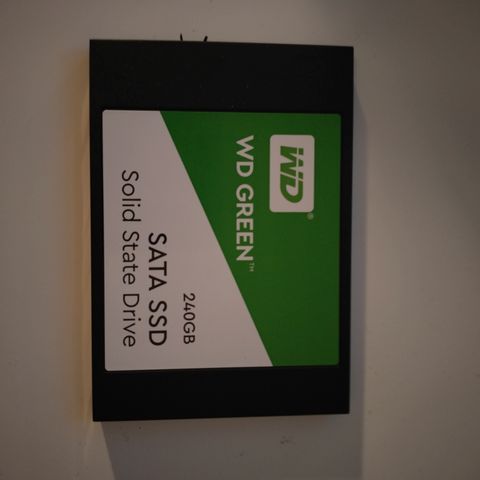 WD®
WD GREEN™
240GB
SATA SSD
Solid State Drive